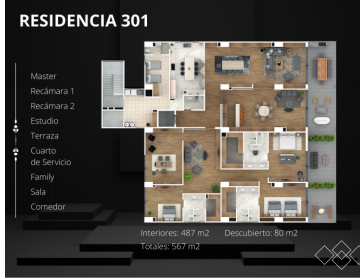 RESIDENCIA 301
Master
Recámara 1
Recámara 2
Estudio
Terraza
Cuarto
de Servicio
Family
Sala
Comedor
Interiores: 487 m2 Descubierto: 80 m2
Totales: 567 m2